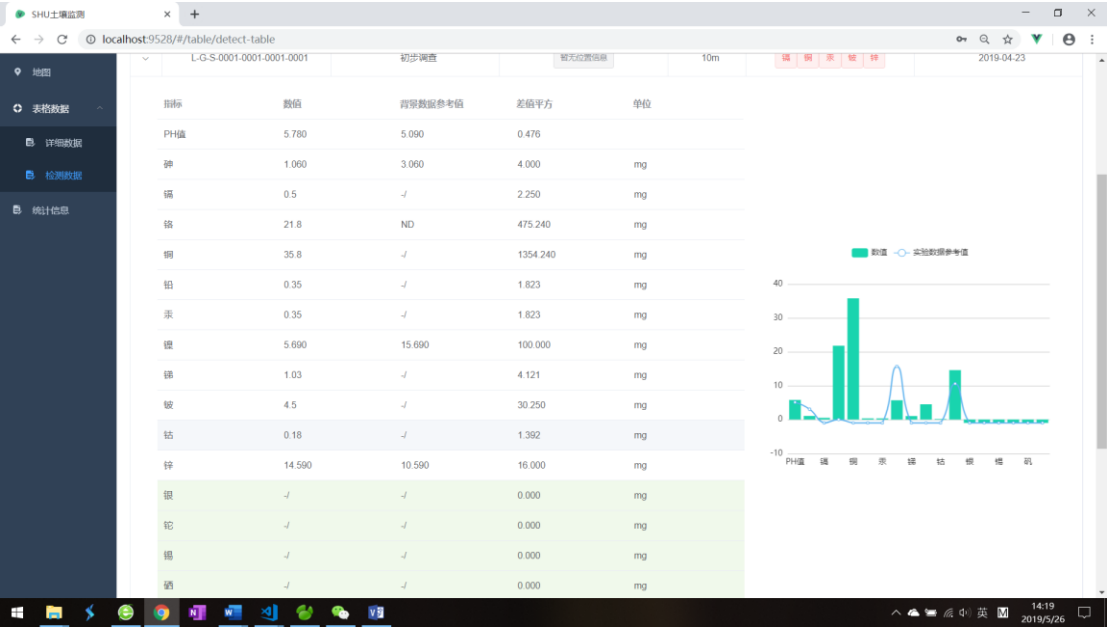 SHU土壤监测
localhost:9528/#/table/detect-table
地图
表格数据
详细数据
检测数据
统计信息
L-G-S-0001-0001-0001-0001 初步调查 暂无位置信息 10m 镉 铜 汞 铍 锌 2019-04-23
指标 数值 背景数据参考值 差值平方 单位
PH值 5.780 5.090 0.476
砷 1.060 3.060 4.000 mg
镉 0.5 -/ 2.250 mg
铬 21.8 ND 475.240 mg
铜 35.8 -/ 1354.240 mg
铅 0.35 -/ 1.823 mg
汞 0.35 -/ 1.823 mg
镍 5.690 15.690 100.000 mg
锑 1.03 -/ 4.121 mg
铍 4.5 -/ 30.250 mg
钴 0.18 -/ 1.392 mg
锌 14.590 10.590 16.000 mg
银 -/ -/ 0.000 mg
铊 -/ -/ 0.000 mg
锡 -/ -/ 0.000 mg
硒 -/ -/ 0.000 mg
数值 实验数据参考值
40
30
20
10
0
-10
PH值 镉 铜 汞 锑 钴 银 锡 矾
英
14:19
2019/5/26